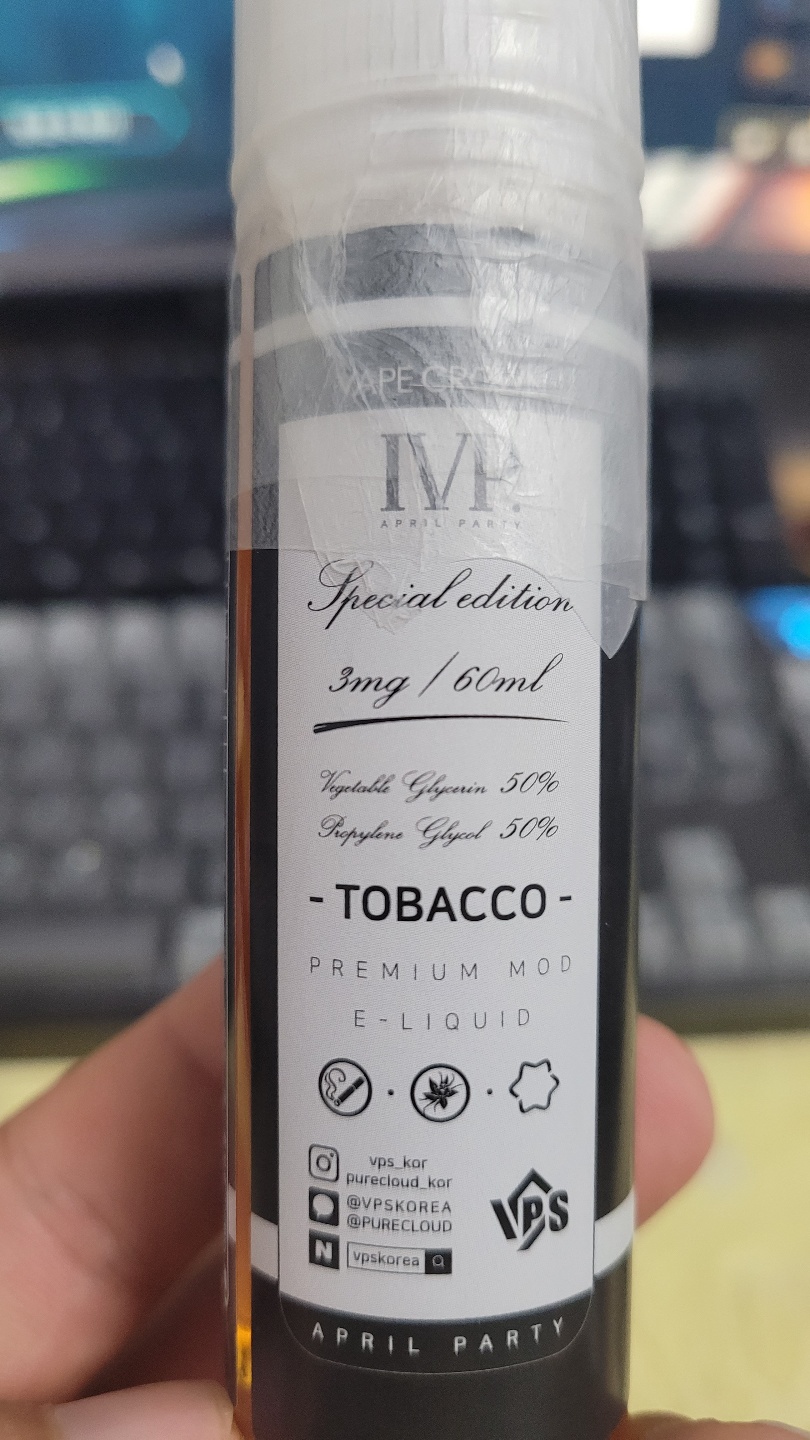 VAPE
IVP.
APRIL PARTY
Special edition
3mg / 60ml
Vegetable Glycerin 50%
Propylene Glycol 50%
- TOBACCO -
PREMIUM MOD
E-LIQUID
vps_kor
purecloud_kor
@VPSKOREA
@PURECLOUD
N vpskorea
VPS
APRIL PARTY